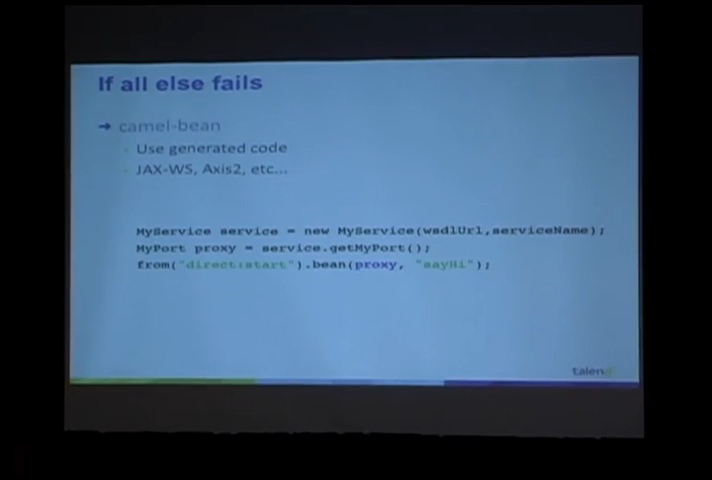 If all else fails
→ camel-bean
- Use generated code
- JAX-WS, Axis2, etc...
MyService service = new MyService(wsdlUrl,serviceName);
MyPort proxy = service.getMyPort();
from("direct:start").bean(proxy, "sayHi");
talend